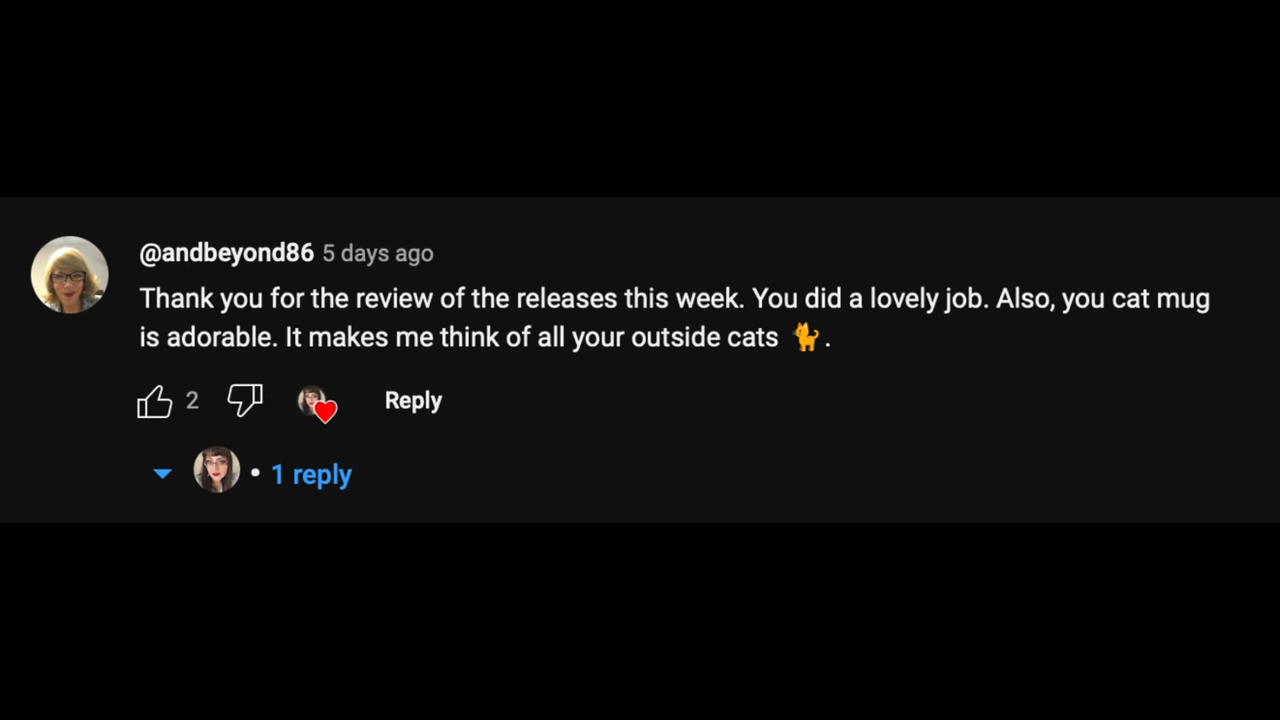 @andbeyond86 5 days ago
Thank you for the review of the releases this week. You did a lovely job. Also, you cat mug
is adorable. It makes me think of all your outside cats 🐈.
2 Reply
• 1 reply